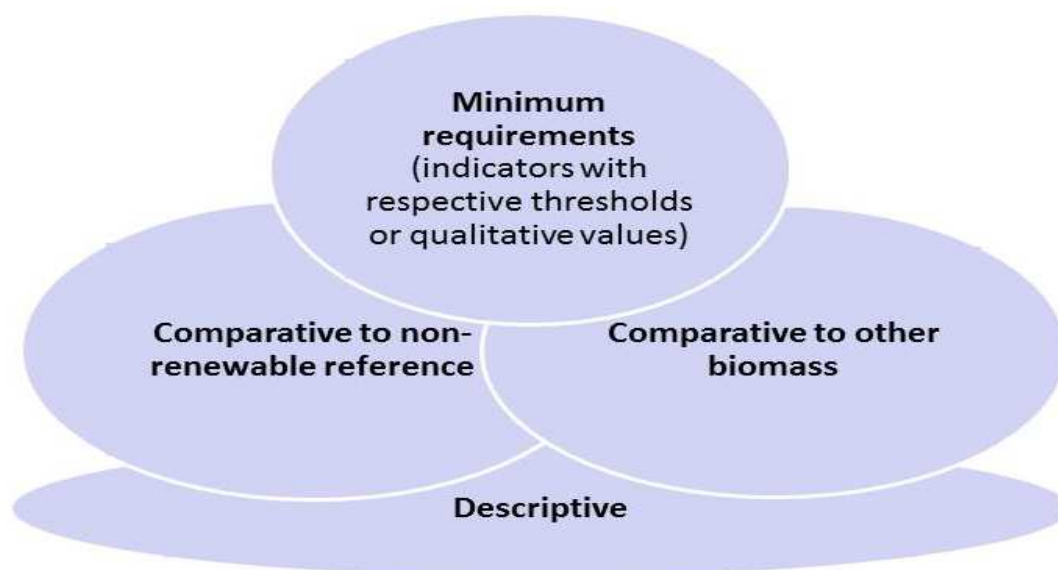 Minimum
requirements
(indicators with
respective thresholds
or qualitative values)
Comparative to non-
renewable reference
Comparative to other
biomass
Descriptive